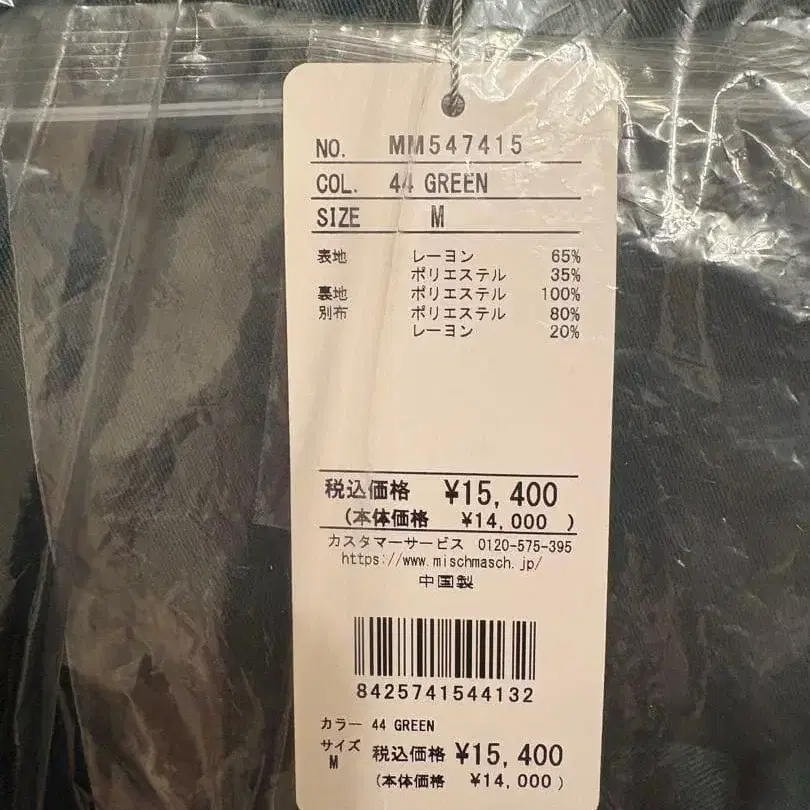 NO. MM547415
COL. 44 GREEN
SIZE M
表地 レーヨン 65%
ポリエステル 35%
裏地 ポリエステル 100%
別布 ポリエステル 80%
レーヨン 20%
税込価格 ¥15,400
(本体価格 ¥14,000 )
カスタマーサービス 0120-575-395
https://www.mischmasch.jp/
中国製
8425741544132
カラー 44 GREEN
サイズ M 税込価格 ¥15,400
(本体価格 ¥14,000 )